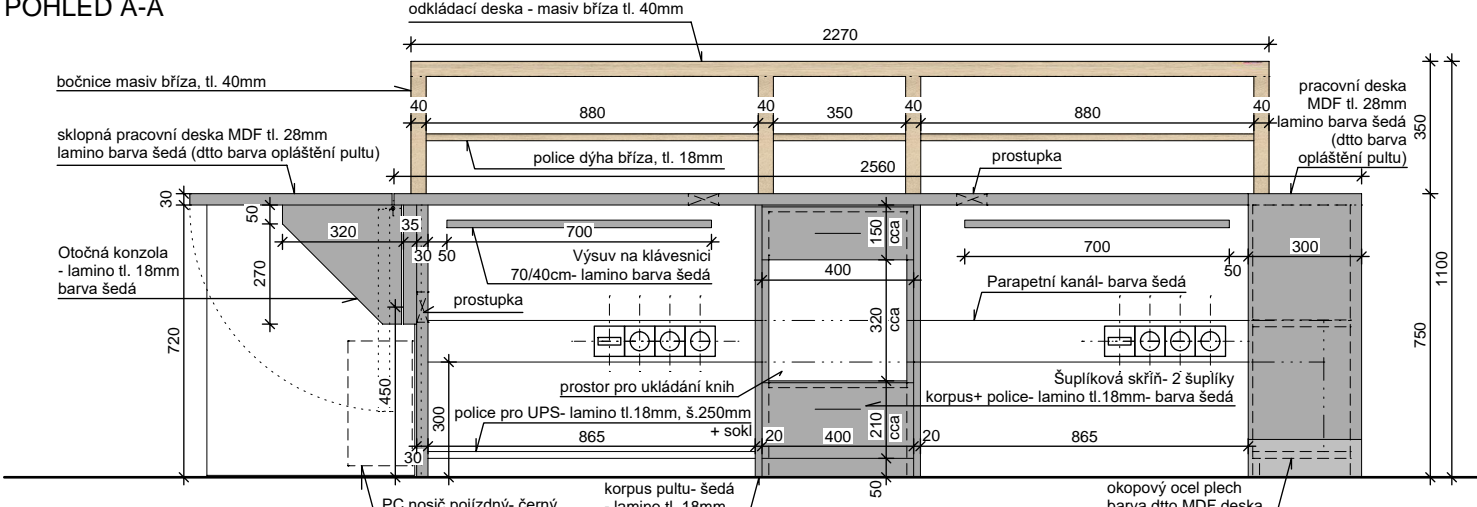 POHLED A-A
odkládací deska - masiv bříza tl. 40mm
2270
bočnice masiv bříza, tl. 40mm
pracovní deska
MDF tl. 28mm
lamino barva šedá
(dtto barva
opláštění pultu)
40
880
40
350
40
880
40
350
sklopná pracovní deska MDF tl. 28mm
lamino barva šedá (dtto barva opláštění pultu)
police dýha bříza, tl. 18mm
prostupka
2560
30
50
320
35
30
50
700
150
cca
700
50
300
Otočná konzola
- lamino tl. 18mm
barva šedá
270
Výsuv na klávesnici
70/40cm- lamino barva šedá
400
Parapetní kanál- barva šedá
1100
prostupka
320
cca
720
750
450
300
prostor pro ukládání knih
Šuplíková skříň- 2 šuplíky
korpus+ police- lamino tl.18mm- barva šedá
police pro UPS- lamino tl.18mm, š.250mm
+ sokl
865
20
400
210
cca
20
865
30
50
PC nosič pojízdný- černý
korpus pultu- šedá
- lamino tl. 18mm
okopový ocel plech
barva dtto MDF deska